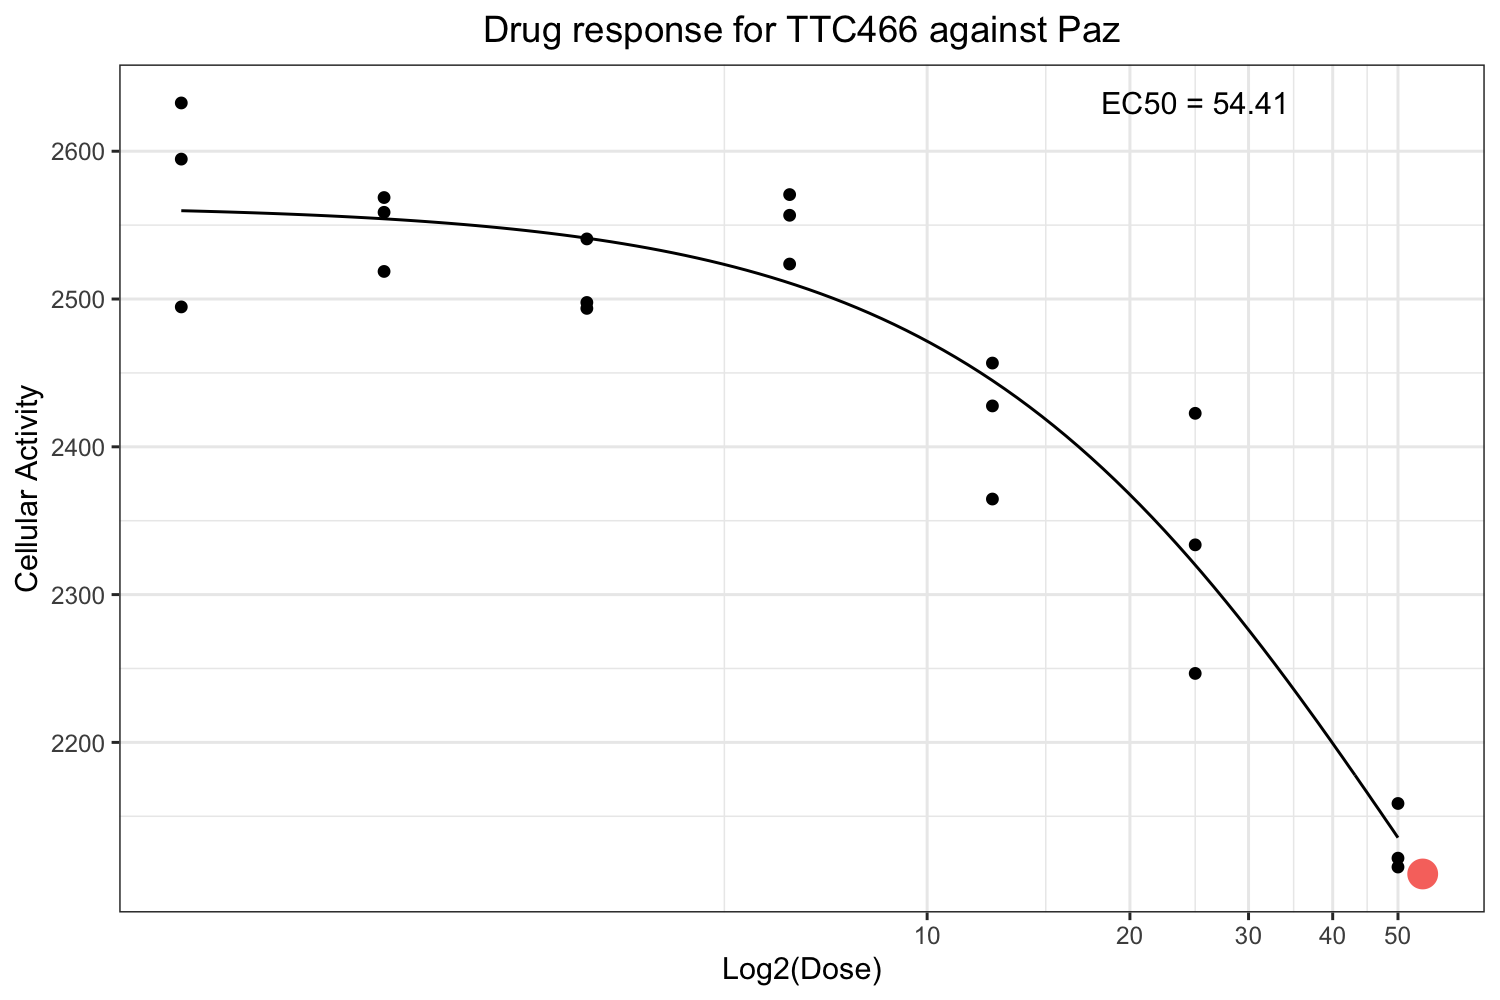 Drug response for TTC466 against Paz
EC50 = 54.41
Cellular Activity
2600
2500
2400
2300
2200
10 20 30 40 50
Log2(Dose)